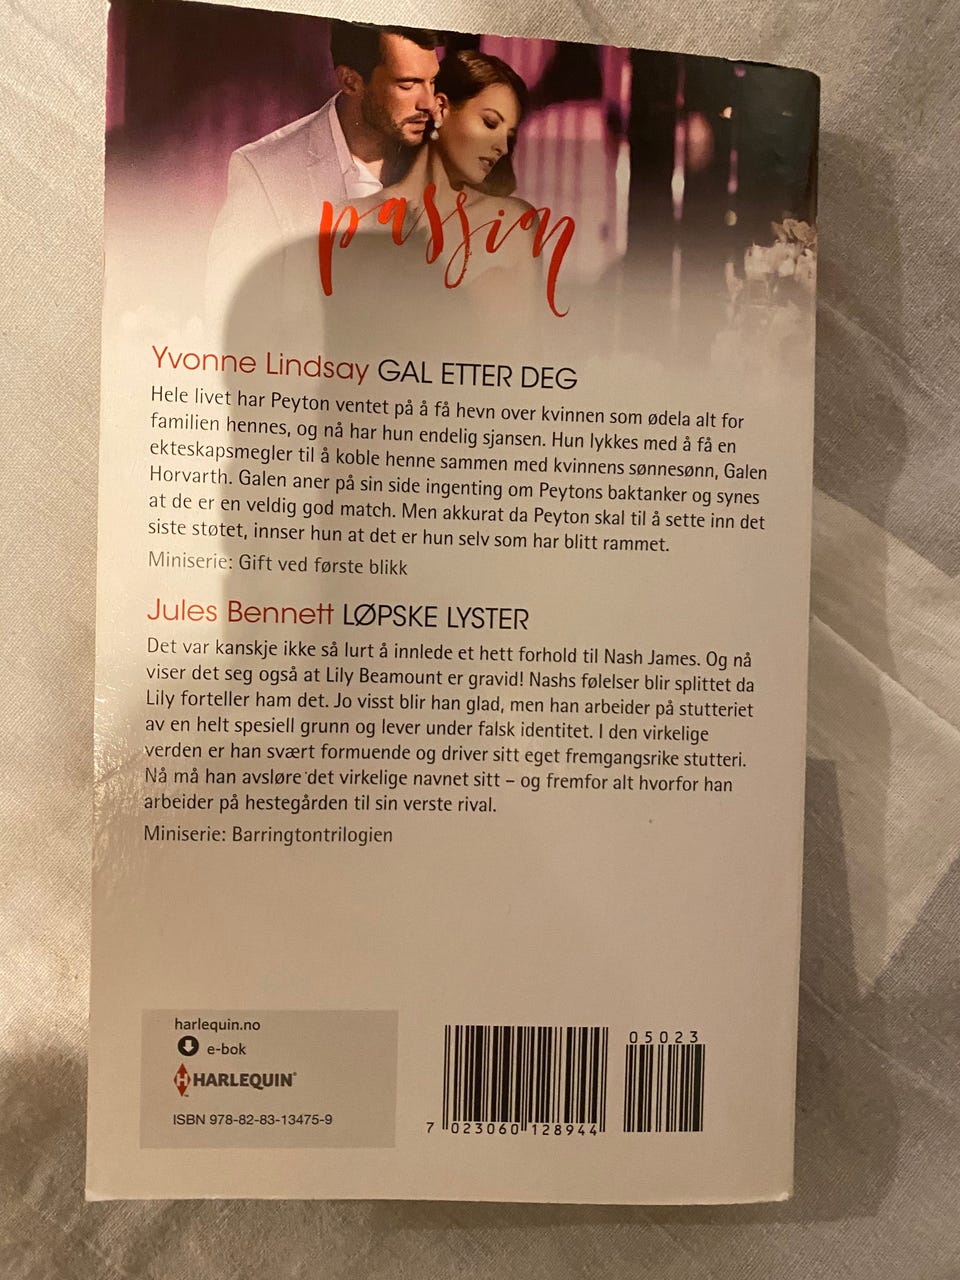 passion
Yvonne Lindsay GAL ETTER DEG
Hele livet har Peyton ventet på å få hevn over kvinnen som ødela alt for
familien hennes, og nå har hun endelig sjansen. Hun lykkes med å få en
ekteskapsmegler til å koble henne sammen med kvinnens sønnesønn, Galen
Horvarth. Galen aner på sin side ingenting om Peytons baktanker og synes
at de er en veldig god match. Men akkurat da Peyton skal til å sette inn det
siste støtet, innser hun at det er hun selv som har blitt rammet.
Miniserie: Gift ved første blikk
Jules Bennett LØPSKE LYSTER
Det var kanskje ikke så lurt å innlede et hett forhold til Nash James. Og nå
viser det seg også at Lily Beamount er gravid! Nashs følelser blir splittet da
Lily forteller ham det. Jo visst blir han glad, men han arbeider på stutteriet
av en helt spesiell grunn og lever under falsk identitet. I den virkelige
verden er han svært formuende og driver sitt eget fremgangsrike stutteri.
Nå må han avsløre det virkelige navnet sitt – og fremfor alt hvorfor han
arbeider på hestegården til sin verste rival.
Miniserie: Barringtontrilogien
harlequin.no
e-bok
H HARLEQUIN®
ISBN 978-82-83-13475-9
05023
7 023060 128944